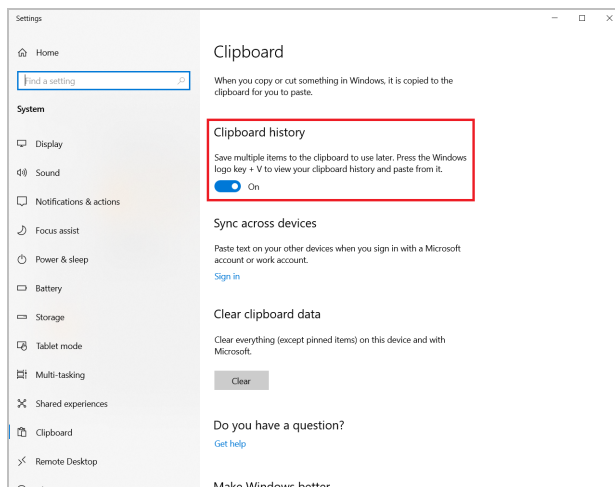 Settings
Home
Find a setting
System
Display
Sound
Notifications & actions
Focus assist
Power & sleep
Battery
Storage
Tablet mode
Multi-tasking
Shared experiences
Clipboard
Remote Desktop
Clipboard
When you copy or cut something in Windows, it is copied to the
clipboard for you to paste.
Clipboard history
Save multiple items to the clipboard to use later. Press the Windows
logo key + V to view your clipboard history and paste from it.
On
Sync across devices
Paste text on your other devices when you sign in with a Microsoft
account or work account.
Sign in
Clear clipboard data
Clear everything (except pinned items) on this device and with
Microsoft.
Clear
Do you have a question?
Get help
Make Windows better